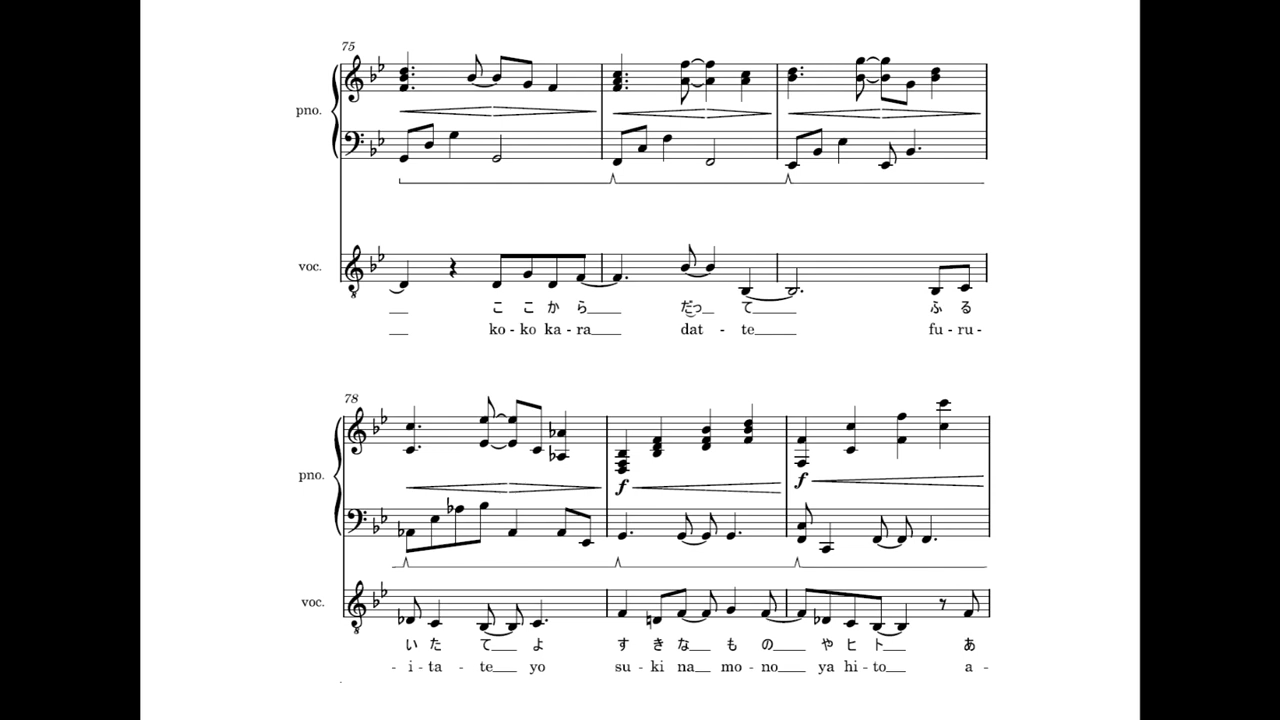 75
pno.
voc.
こ こ か ら だっ て ふ る
ko - ko ka - ra dat - te fu - ru -
78
pno.
f f
voc.
い た て よ す き な も の や ヒ ト あ
- i - ta - te yo su - ki na mo - no ya hi - to a -